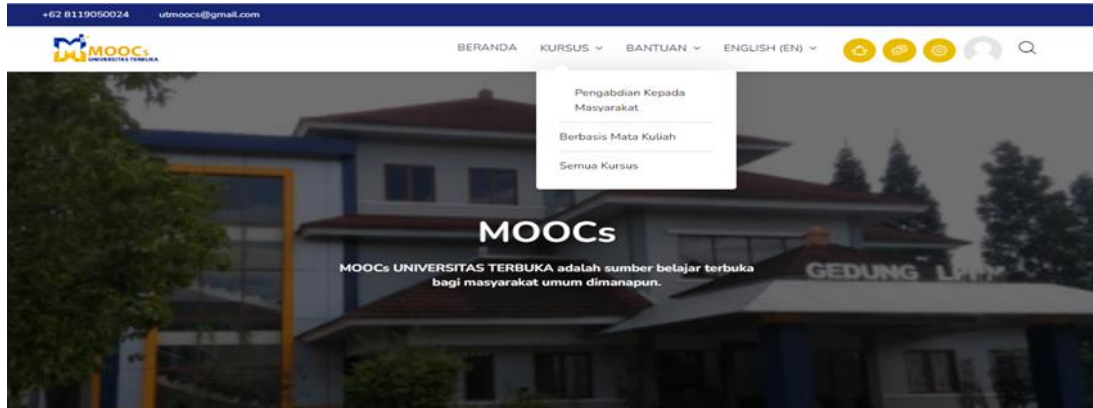 +62 8119050024 utmoocs@gmail.com
MOOCs
UNIVERSITAS TERBUKA
BERANDA KURSUS BANTUAN ENGLISH (EN)
Pengabdian Kepada
Masyarakat
Berbasis Mata Kuliah
Semua Kursus
MOOCs
MOOCs UNIVERSITAS TERBUKA adalah sumber belajar terbuka
bagi masyarakat umum dimanapun.
GEDUNG LPPM